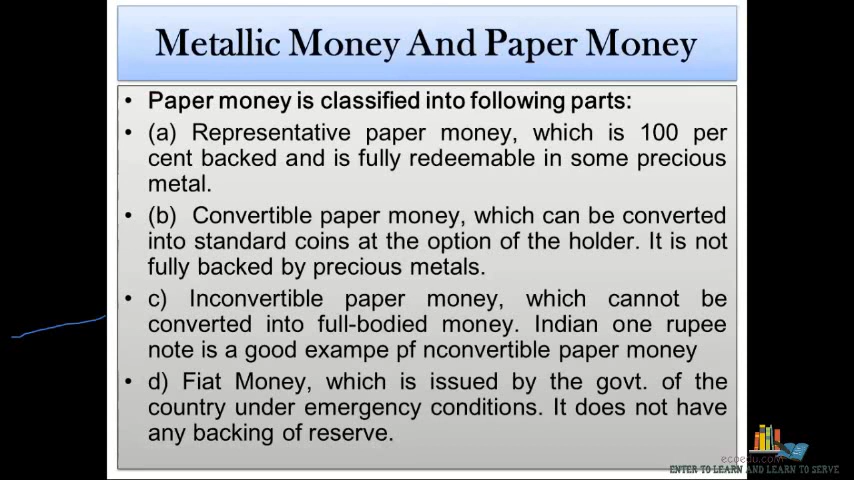 Metallic Money And Paper Money
• Paper money is classified into following parts:
• (a) Representative paper money, which is 100 per
cent backed and is fully redeemable in some precious
metal.
• (b) Convertible paper money, which can be converted
into standard coins at the option of the holder. It is not
fully backed by precious metals.
• c) Inconvertible paper money, which cannot be
converted into full-bodied money. Indian one rupee
note is a good exampe pf nconvertible paper money
• d) Fiat Money, which is issued by the govt. of the
country under emergency conditions. It does not have
any backing of reserve.
ecoedu.com
ENTER TO LEARN AND LEARN TO SERVE